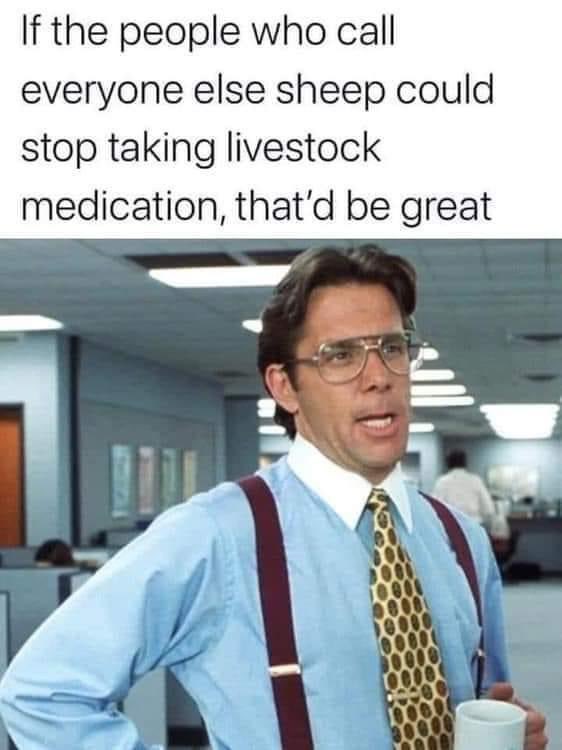 If the people who call
everyone else sheep could
stop taking livestock
medication, that'd be great